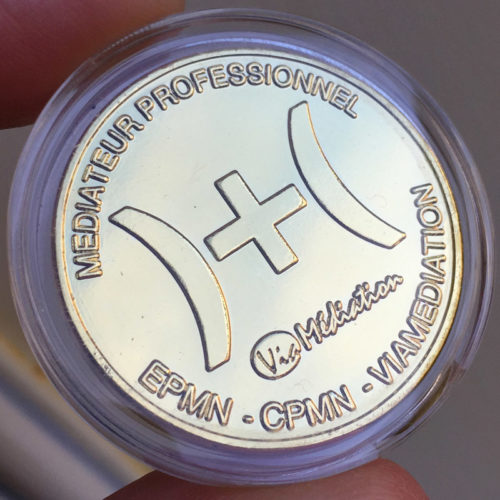 MEDIATEUR PROFESSIONNEL
Via Médiation
EPMN - CPMN - VIAMEDIATION